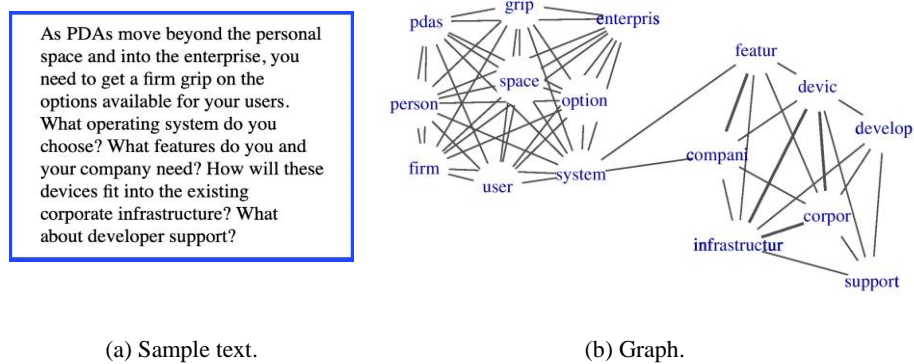 As PDAs move beyond the personal
space and into the enterprise, you
need to get a firm grip on the
options available for your users.
What operating system do you
choose? What features do you and
your company need? How will these
devices fit into the existing
corporate infrastructure? What
about developer support?
(a) Sample text.
grip
pdas
enterpris
space
person
option
firm
user
system
featur
devic
develop
compani
corpor
infrastructur
support
(b) Graph.